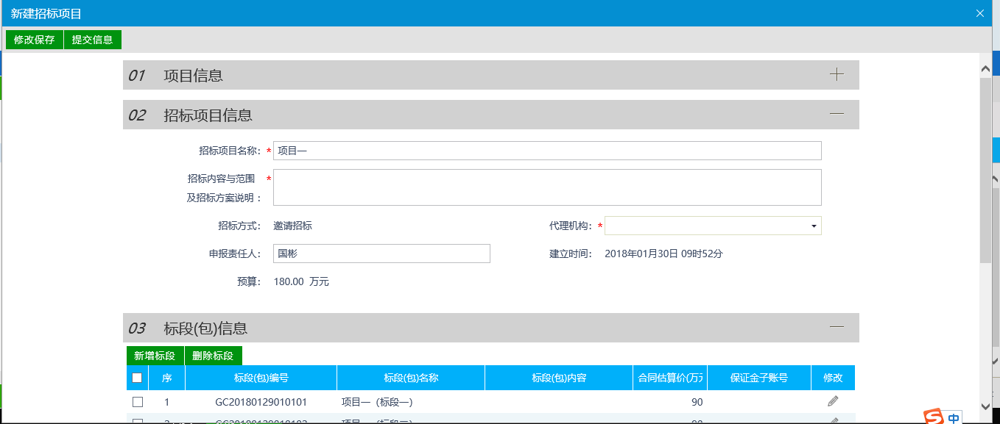 新建招标项目
修改保存 提交信息
01 项目信息
02 招标项目信息
招标项目名称: * 项目一
招标内容与范围 *
及招标方案说明 :
招标方式: 邀请招标 代理机构: *
申报责任人: 国彬 建立时间: 2018年01月30日 09时52分
预算: 180.00 万元
03 标段(包)信息
新增标段 删除标段
序 标段(包)编号 标段(包)名称 标段(包)内容 合同估算价(万元 保证金子账号 修改
1 GC20180129010101 项目一 (标段一) 90
S 中